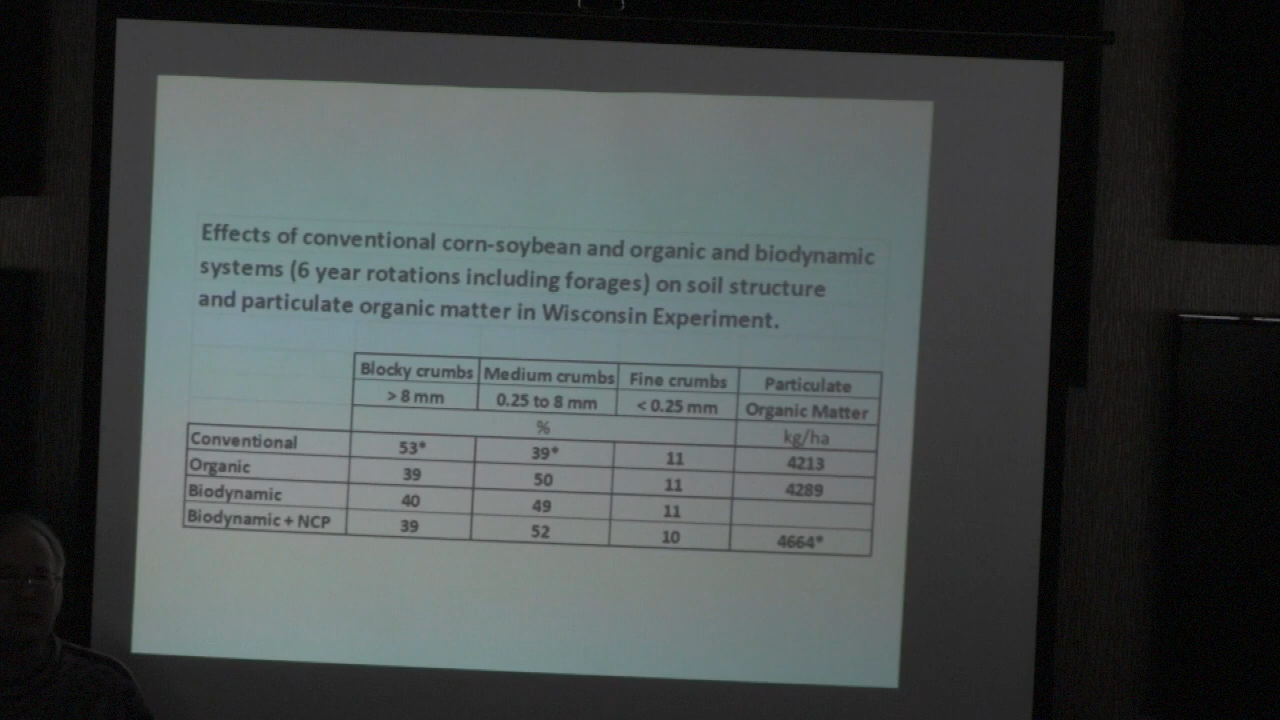 Effects of conventional corn-soybean and organic and biodynamic
systems (6 year rotations including forages) on soil structure
and particulate organic matter in Wisconsin Experiment.
Blocky crumbs Medium crumbs Fine crumbs Particulate
> 8 mm 0.25 to 8 mm < 0.25 mm Organic Matter
% kg/ha
Conventional 53* 39* 11 4213
Organic 39 50 11 4289
Biodynamic 40 49 11
Biodynamic + NCP 39 52 10 4664*